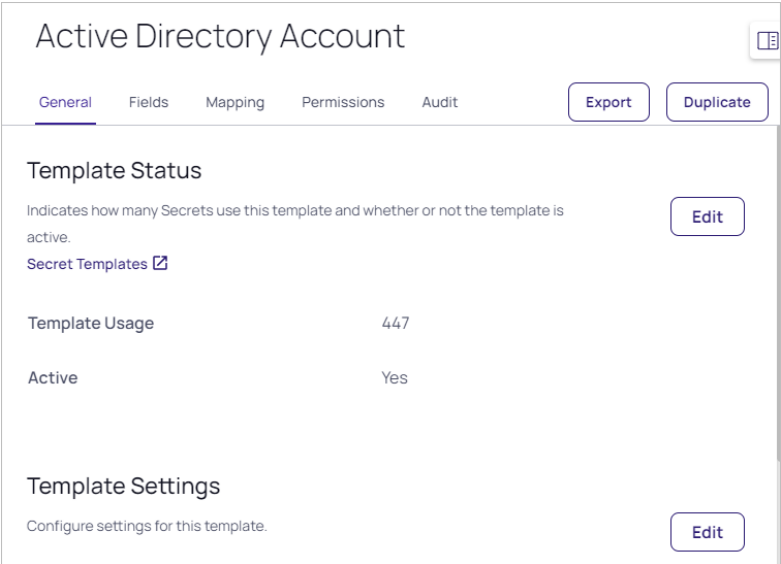 Active Directory Account
General Fields Mapping Permissions Audit Export Duplicate
Template Status
Indicates how many Secrets use this template and whether or not the template is
active.
Edit
Secret Templates
Template Usage 447
Active Yes
Template Settings
Configure settings for this template.
Edit